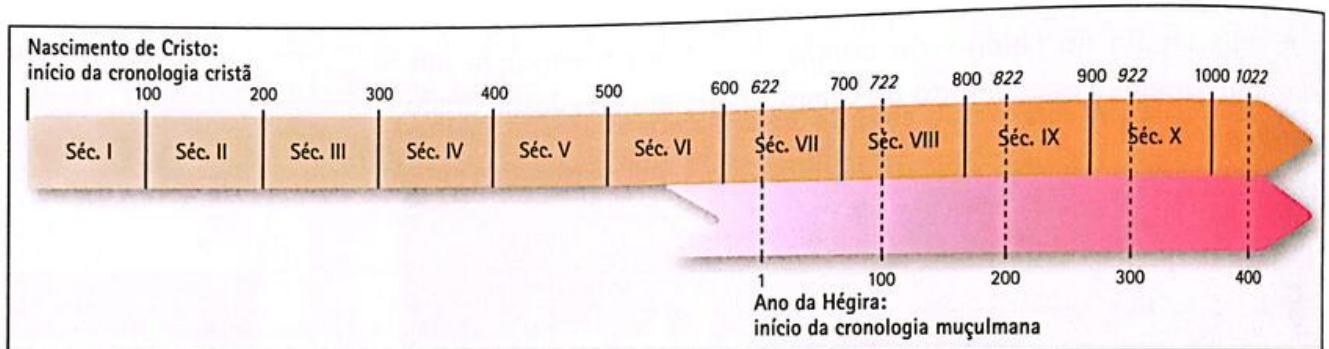 Nascimento de Cristo:
início da cronologia cristã
100 200 300 400 500 600 622 700 722 800 822 900 922 1000 1022
Séc. I Séc. II Séc. III Séc. IV Séc. V Séc. VI Séc. VII Séc. VIII Séc. IX Séc. X
1 100 200 300 400
Ano da Hégira:
início da cronologia muçulmana